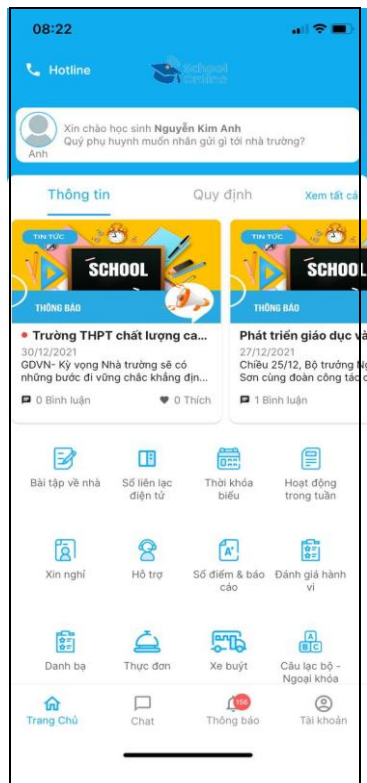 08:22
Hotline
School
Online
Xin chào học sinh Nguyễn Kim Anh
Quý phụ huynh muốn nhắn gửi gì tới nhà trường?
Anh
Thông tin
Quy định
Xem tất cả
TIN TỨC
SCHOOL
THÔNG BÁO
TIN TỨC
SCHOOL
THÔNG BÁO
Trường THPT chất lượng ca...
30/12/2021
GDVN- Kỳ vọng Nhà trường sẽ có
những bước đi vững chắc khẳng địn...
0 Bình luận
0 Thích
Phát triển giáo dục và
27/12/2021
Chiều 25/12, Bộ trưởng
Sơn cùng đoàn công tác
1 Bình
Bài tập về nhà
Sổ liên lạc
điện tử
Thời khóa
biểu
Hoạt động
trong tuần
Xin nghỉ
Hỗ trợ
Sổ điểm & báo
cáo
Đánh giá hành
vi
Danh bạ
Thực đơn
Xe buýt
Câu lạc bộ -
Ngoại khóa
Trang Chủ
Chat
156
Thông báo
Tài khoản